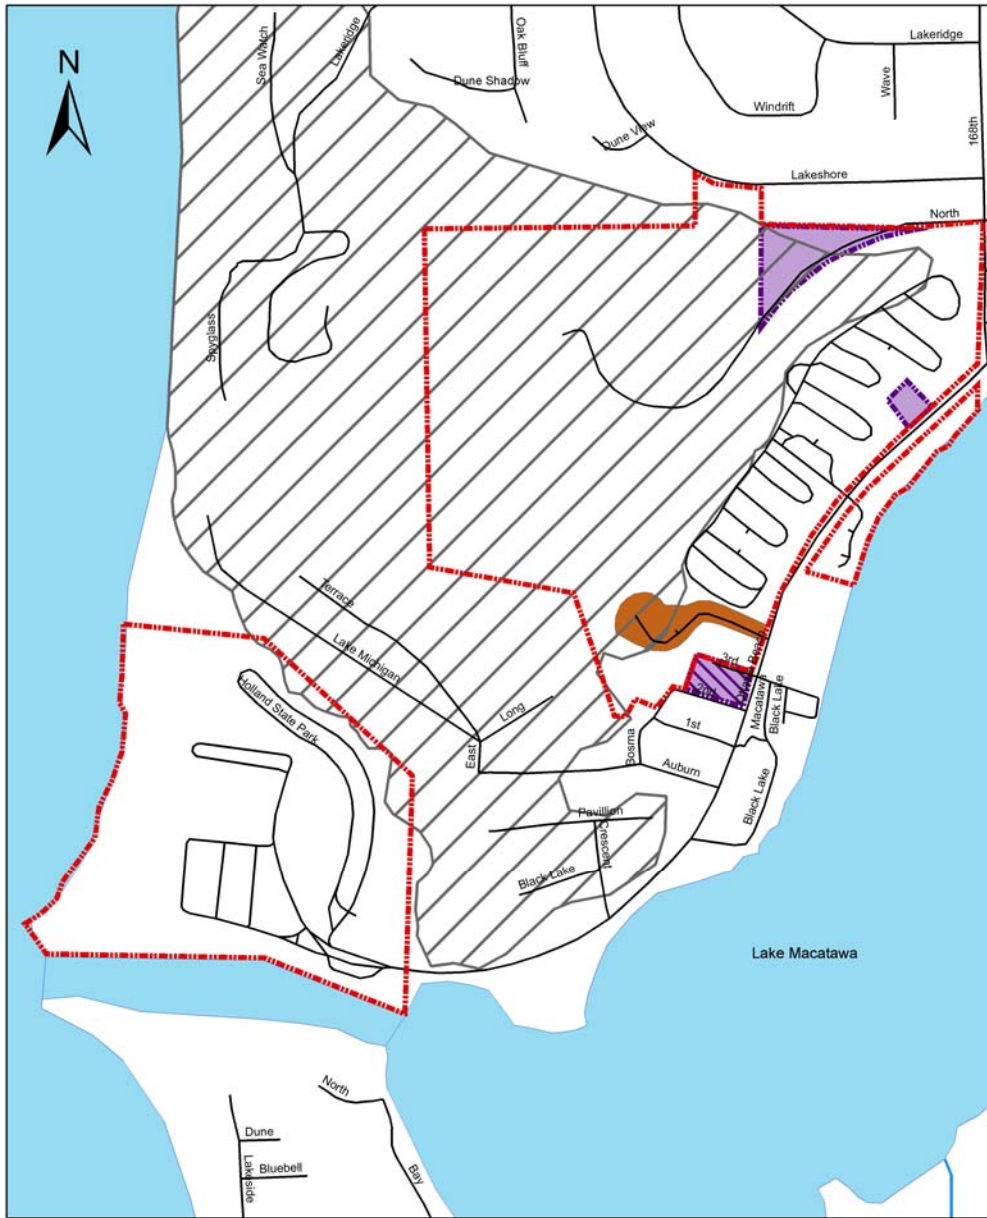 N
Sea Watch
Lakeridge
Oak Bluff
Dune Shadow
Dune View
Windrift
Wave
Lakeridge
168th
Lakeshore
North
Spyglass
Terrace
Lake Michigan
Long
East
Holland State Park
3rd
2nd
1st
Macatawa
Black Lake
Bosma
Auburn
Black Lake
Pavillion
Crescent
Black Lake
Lake Macatawa
North
Bay
Dune
Lakeside
Bluebell